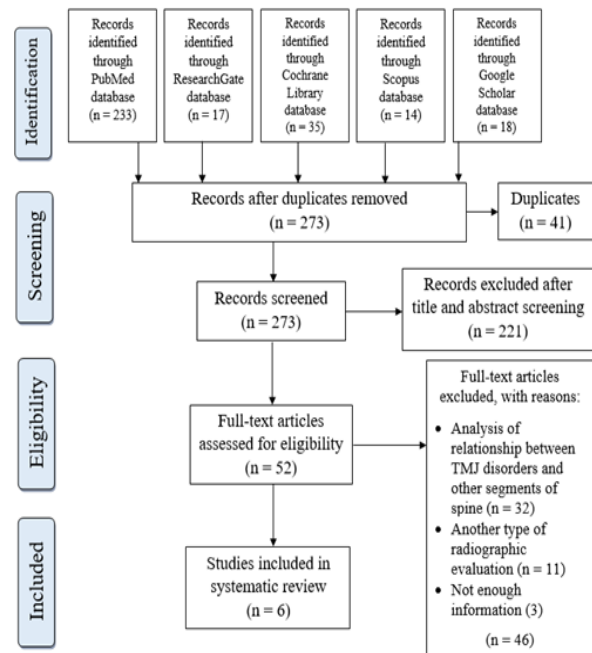 Identification
Records
identified
through
PubMed
database
(n = 233)
Records
identified
through
ResearchGate
database
(n = 17)
Records
identified
through
Cochrane
Library
database
(n = 35)
Records
identified
through
Scopus
database
(n = 14)
Records
identified
through
Google
Scholar
database
(n = 18)
Screening
Records after duplicates removed
(n = 273)
Duplicates
(n = 41)
Records screened
(n = 273)
Records excluded after
title and abstract screening
(n = 221)
Eligibility
Full-text articles
assessed for eligibility
(n = 52)
Full-text articles
excluded, with reasons:
• Analysis of
relationship between
TMJ disorders and
other segments of
spine (n = 32)
• Another type of
radiographic
evaluation (n = 11)
• Not enough
information (3)
(n = 46)
Included
Studies included in
systematic review
(n = 6)